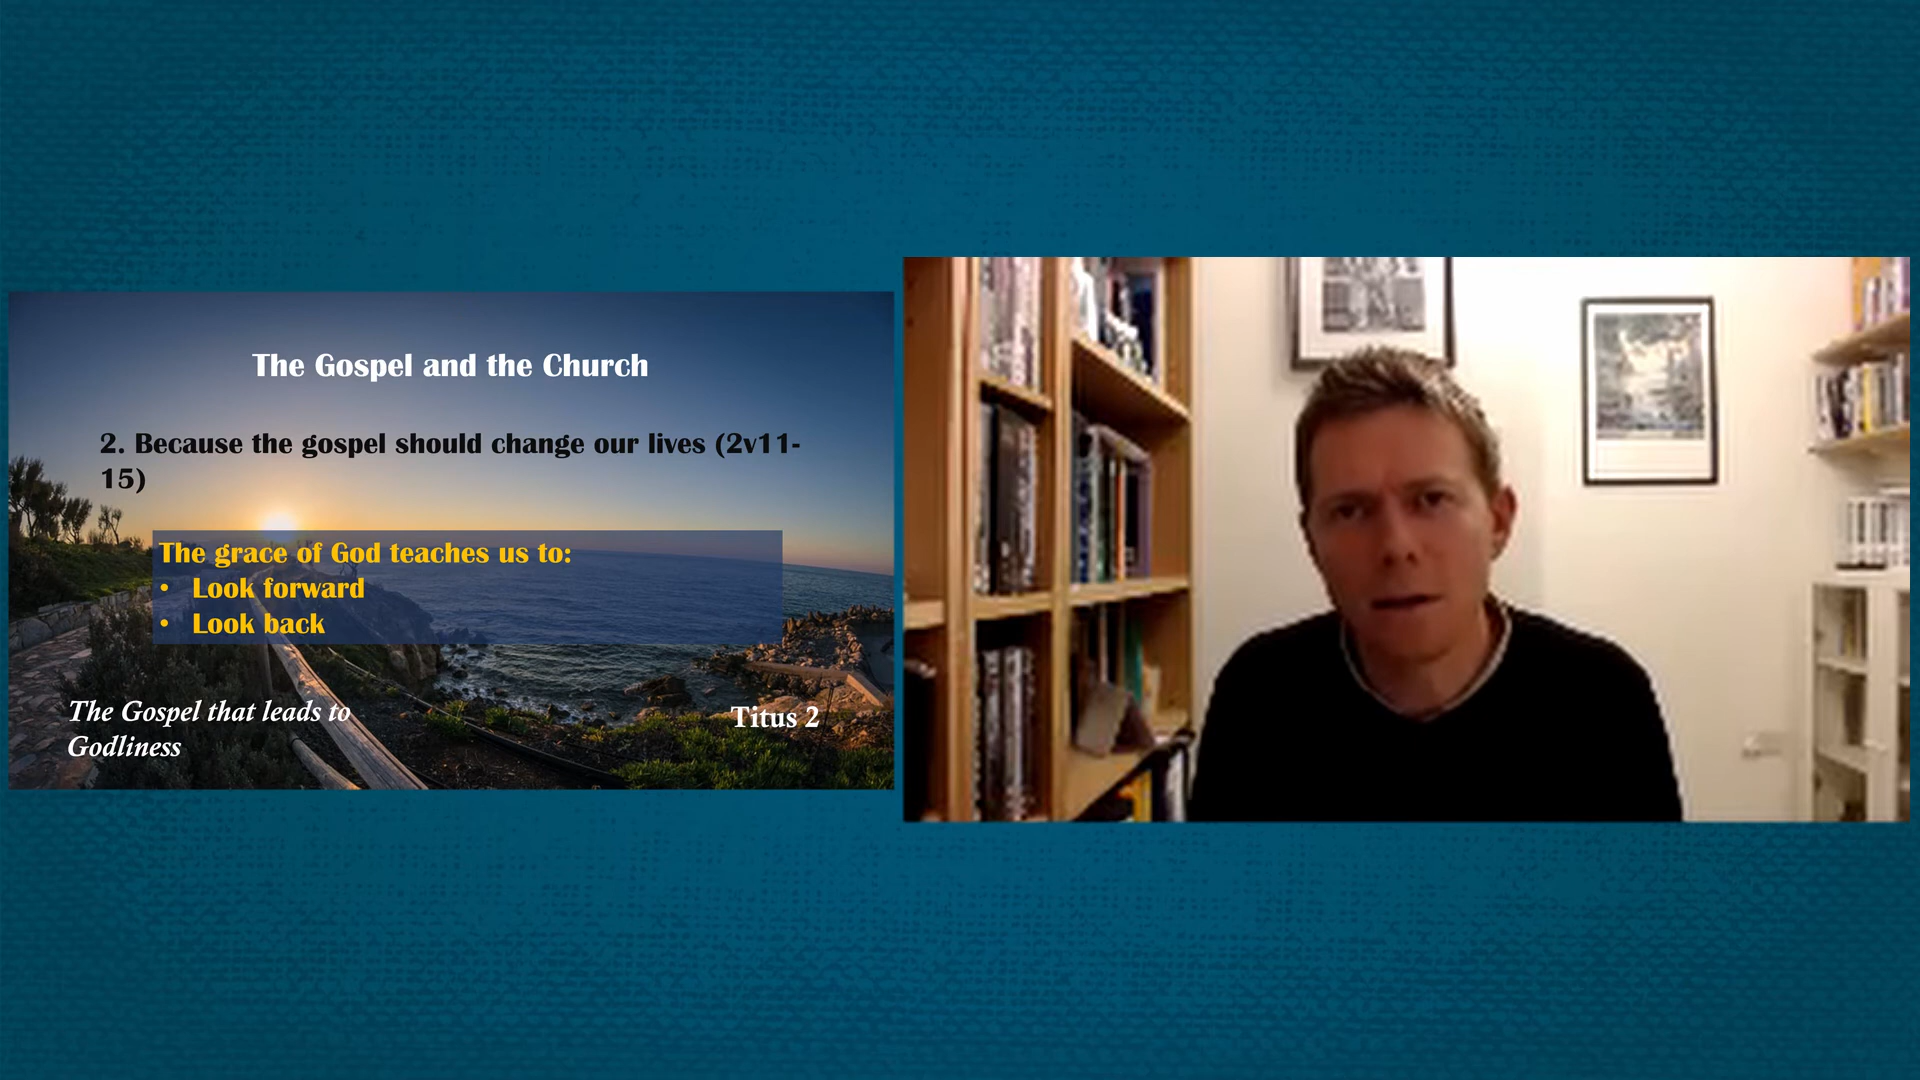 The Gospel and the Church
2. Because the gospel should change our lives (2v11-
15)
The grace of God teaches us to:
• Look forward
• Look back
The Gospel that leads to
Godliness
Titus 2